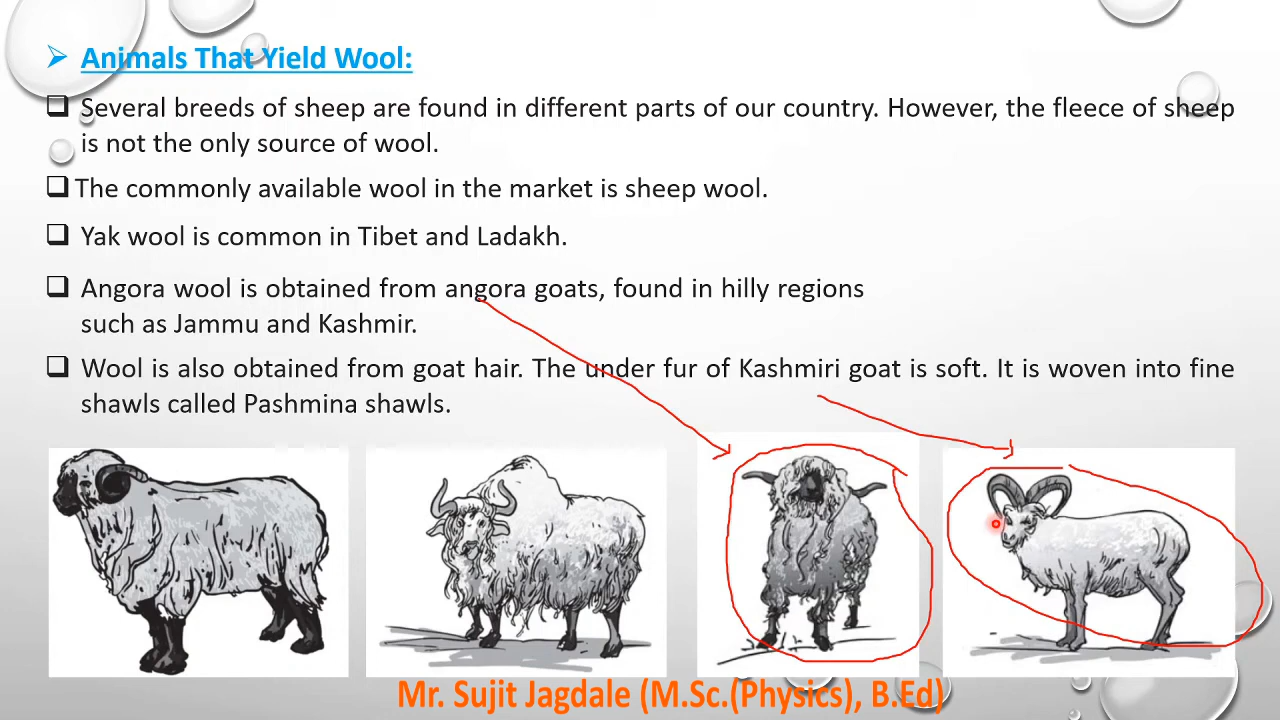 Animals That Yield Wool:
Several breeds of sheep are found in different parts of our country. However, the fleece of sheep
is not the only source of wool.
The commonly available wool in the market is sheep wool.
Yak wool is common in Tibet and Ladakh.
Angora wool is obtained from angora goats, found in hilly regions
such as Jammu and Kashmir.
Wool is also obtained from goat hair. The under fur of Kashmiri goat is soft. It is woven into fine
shawls called Pashmina shawls.
Mr. Sujit Jagdale (M.Sc.(Physics), B.Ed)